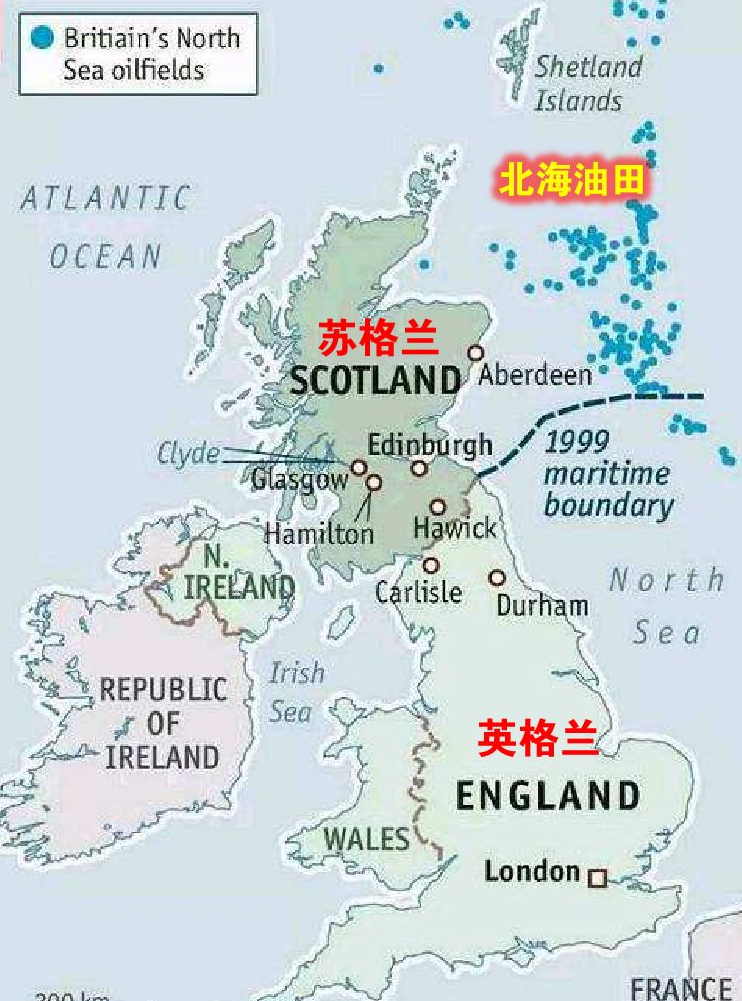 Britiain's North
Sea oilfields
Shetland
Islands
北海油田
ATLANTIC
OCEAN
苏格兰
SCOTLAND
Aberdeen
Clyde
Edinburgh
Glasgow
1999
maritime
boundary
Hamilton
Hawick
N.
IRELAND
Carlisle
Durham
North
Sea
REPUBLIC
OF
IRELAND
Irish
Sea
英格兰
ENGLAND
WALES
London
FRANCE